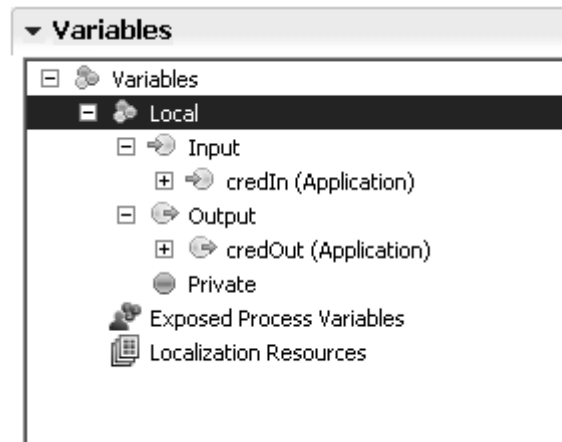 Variables
Variables
Local
Input
credIn (Application)
Output
credOut (Application)
Private
Exposed Process Variables
Localization Resources